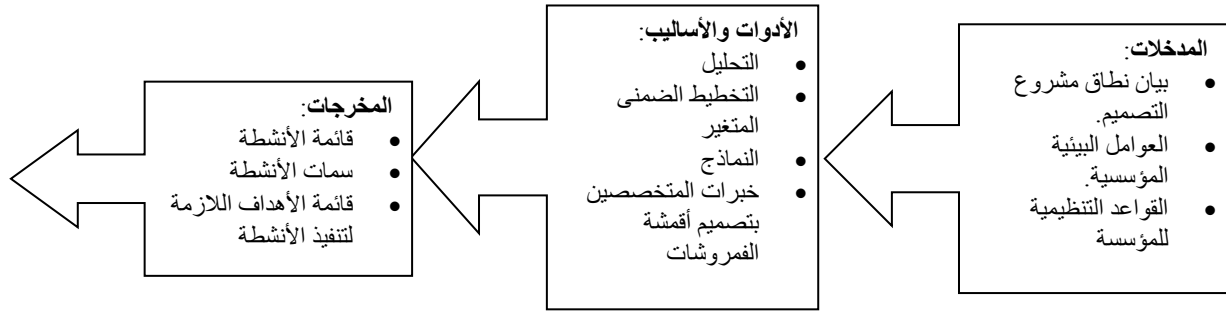 المدخلات:
• بيان نطاق مشروع
التصميم.
• العوامل البيئية
المؤسسية.
• القواعد التنظيمية
للمؤسسة
الأدوات والأساليب:
• التحليل
• التخطيط الضمنى
المتغير
• النماذج
• خبرات المتخصصين
بتصميم أقمشة
الفمروشات
المخرجات:
• قائمة الأنشطة
• سمات الأنشطة
• قائمة الأهداف اللازمة
لتنفيذ الأنشطة